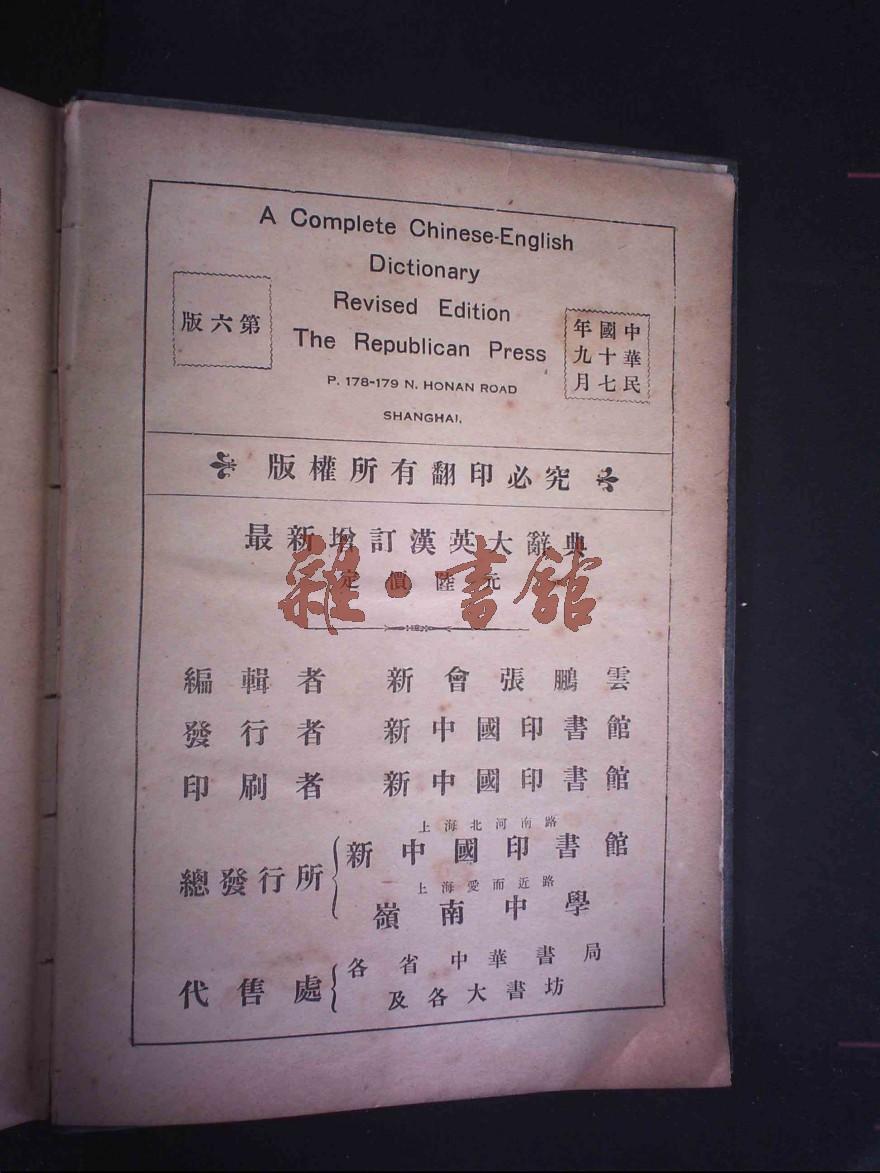 A Complete Chinese-English
Dictionary
Revised Edition
The Republican Press
P. 178-179 N. HONAN ROAD
SHANGHAI.
第六版
中華民
國十七
年九月
版權所有翻印必究
最新增訂漢英大辭典
定價陸元
雜·書館
編輯者 新會張鵬雲
發行者 新中國印書館
印刷者 新中國印書館
總發行所
上海北河南路
新中國印書館
上海愛而近路
嶺南中學
代售處
各省中華書局
及各大書坊